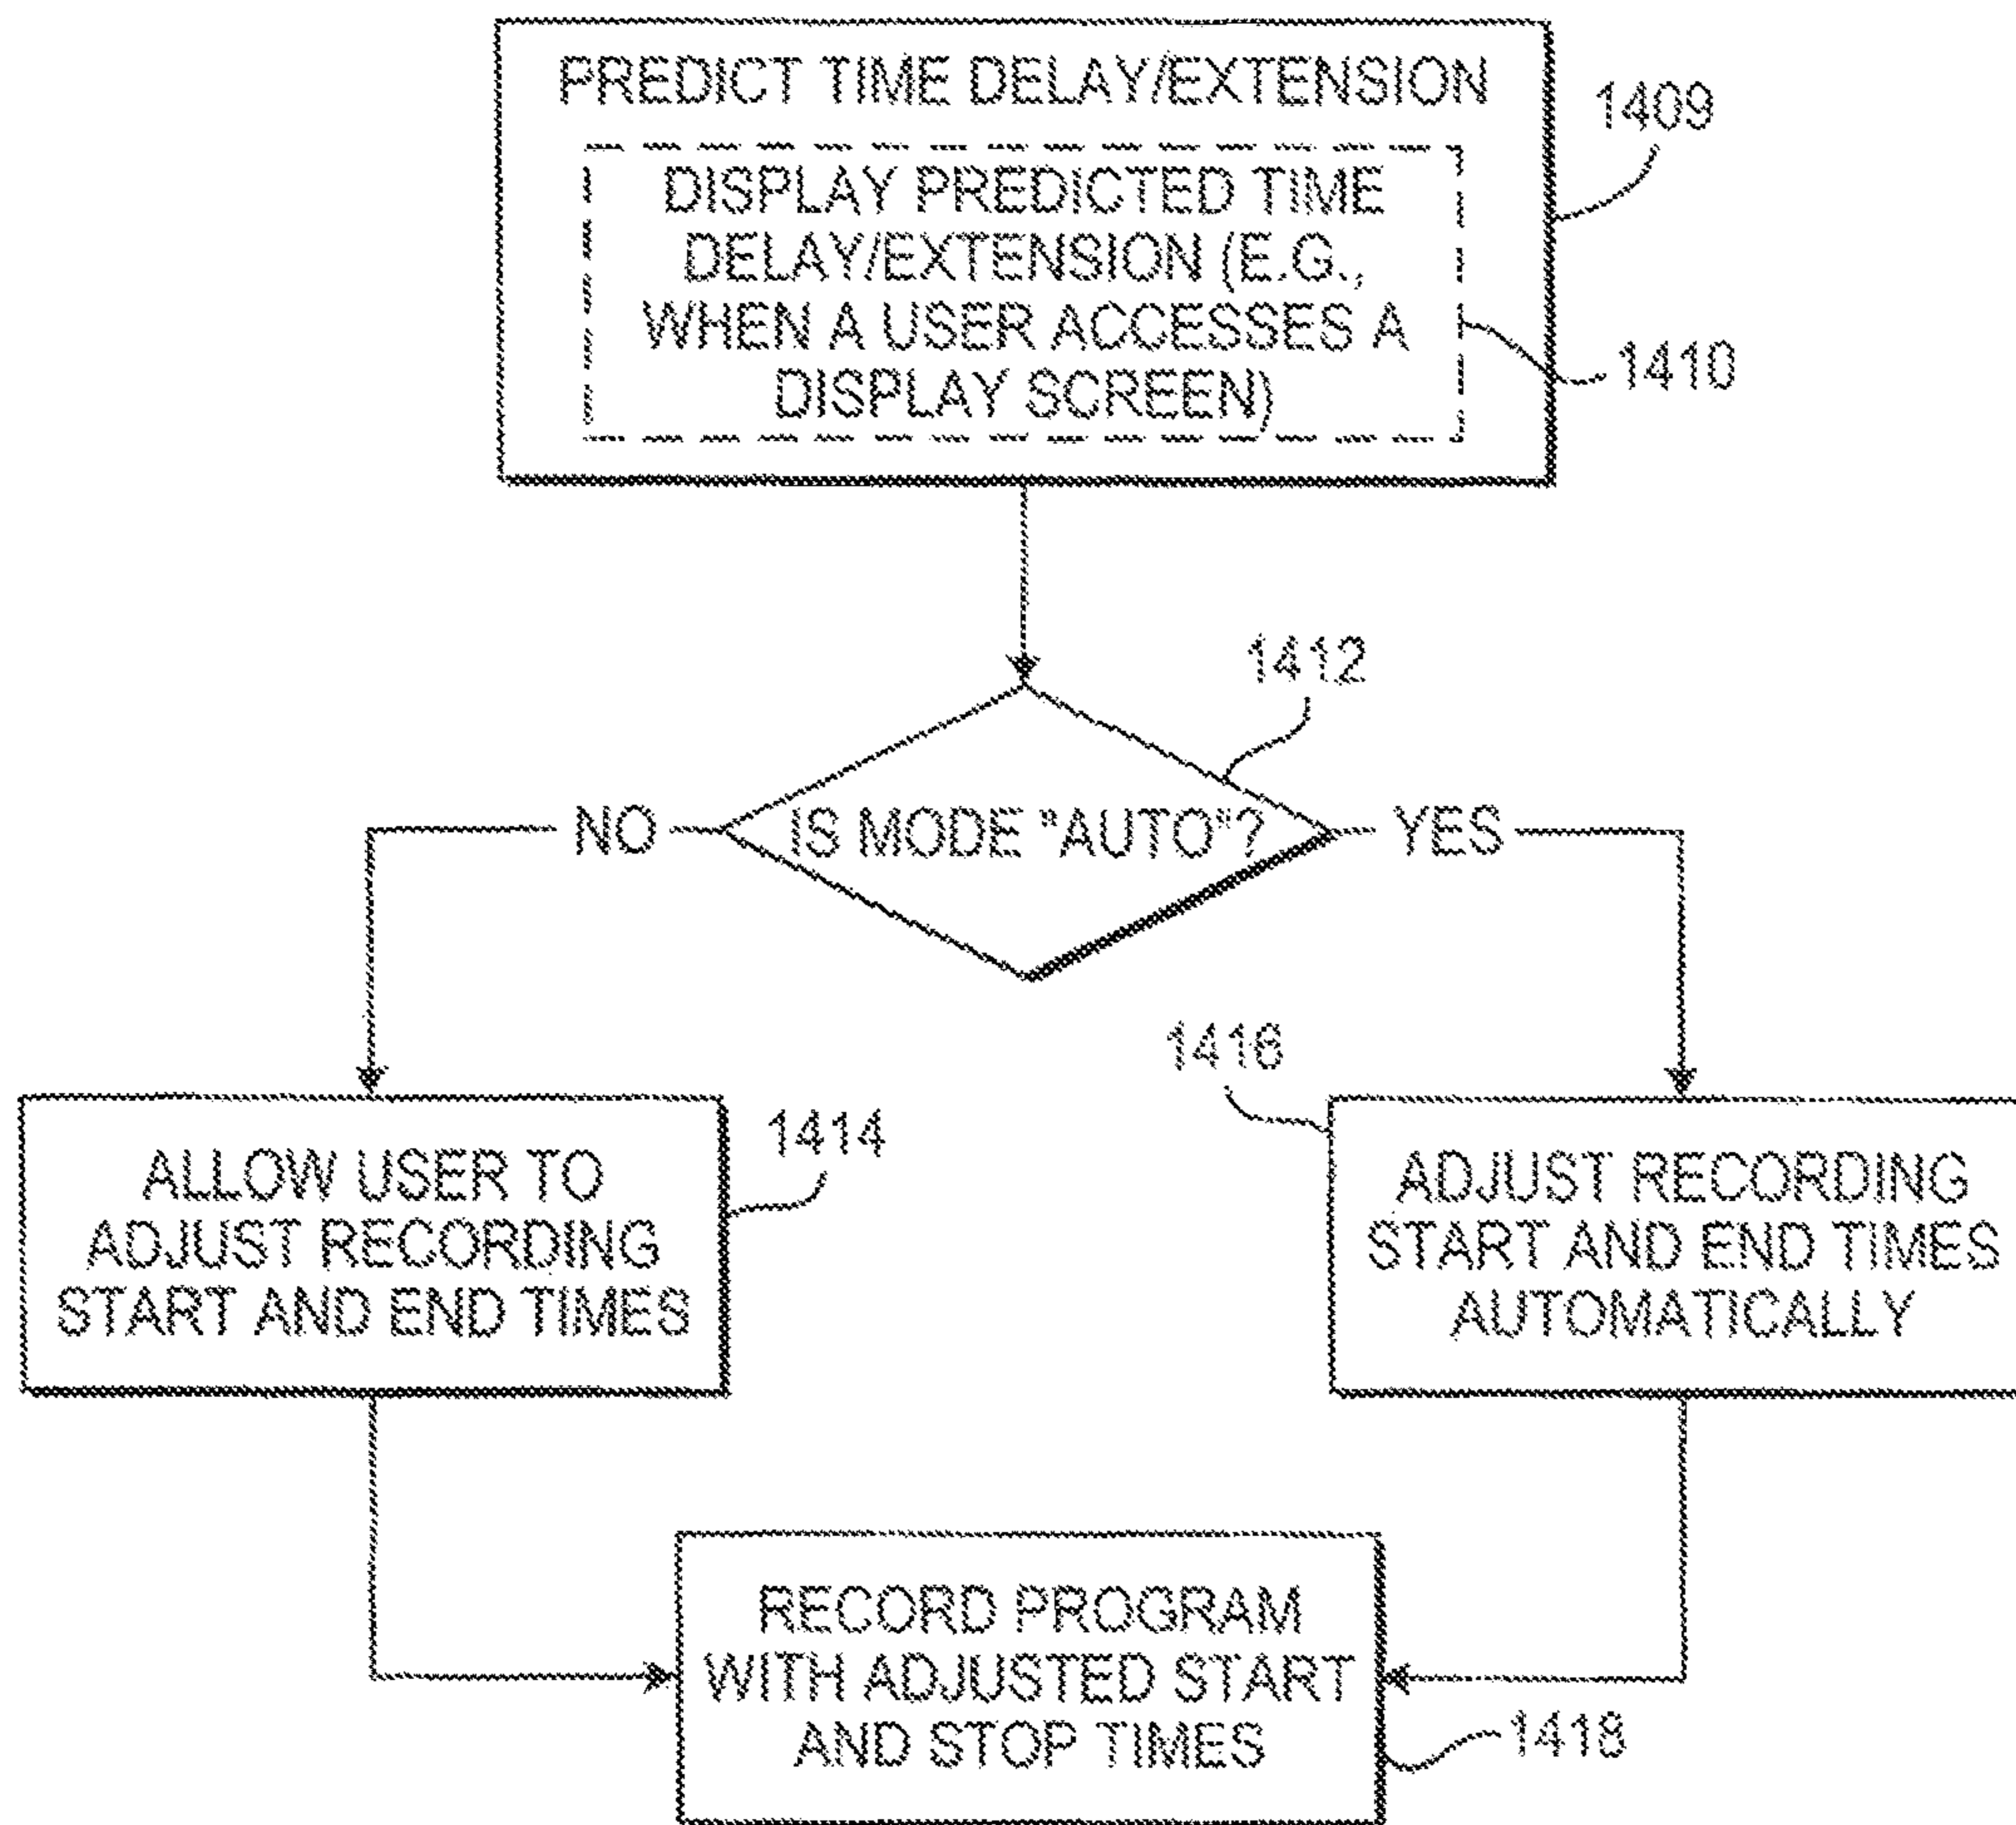 PREDICT TIME DELAY/EXTENSION
1409
DISPLAY PREDICTED TIME
DELAY/EXTENSION (E.G.,
WHEN A USER ACCESSES A
DISPLAY SCREEN)
1410
1412
IS MODE "AUTO"?
NO
YES
1414
ALLOW USER TO
ADJUST RECORDING
START AND END TIMES
1416
ADJUST RECORDING
START AND END TIMES
AUTOMATICALLY
RECORD PROGRAM
WITH ADJUSTED START
AND STOP TIMES
1418